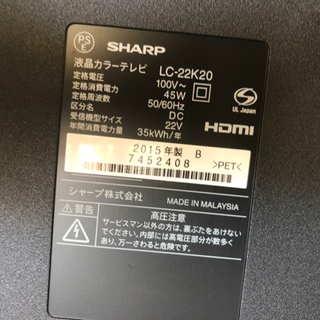 PS E
SHARP
液晶カラーテレビ LC-22K20
定格電圧 100V~
定格消費電力 45W
定格周波数 50/60Hz
区分名 DC
受信機型サイズ 22V
年間消費電力量 35kWh/年
UL Japan
HDMI
2015年製 B
7452408
>PET<
シャープ株式会社 MADE IN MALAYSIA
警告 高圧注意
サービスマン以外の方は、裏ぶたをあけないで
ください。内部には高電圧部分が数多く
あり、万一さわると危険です。